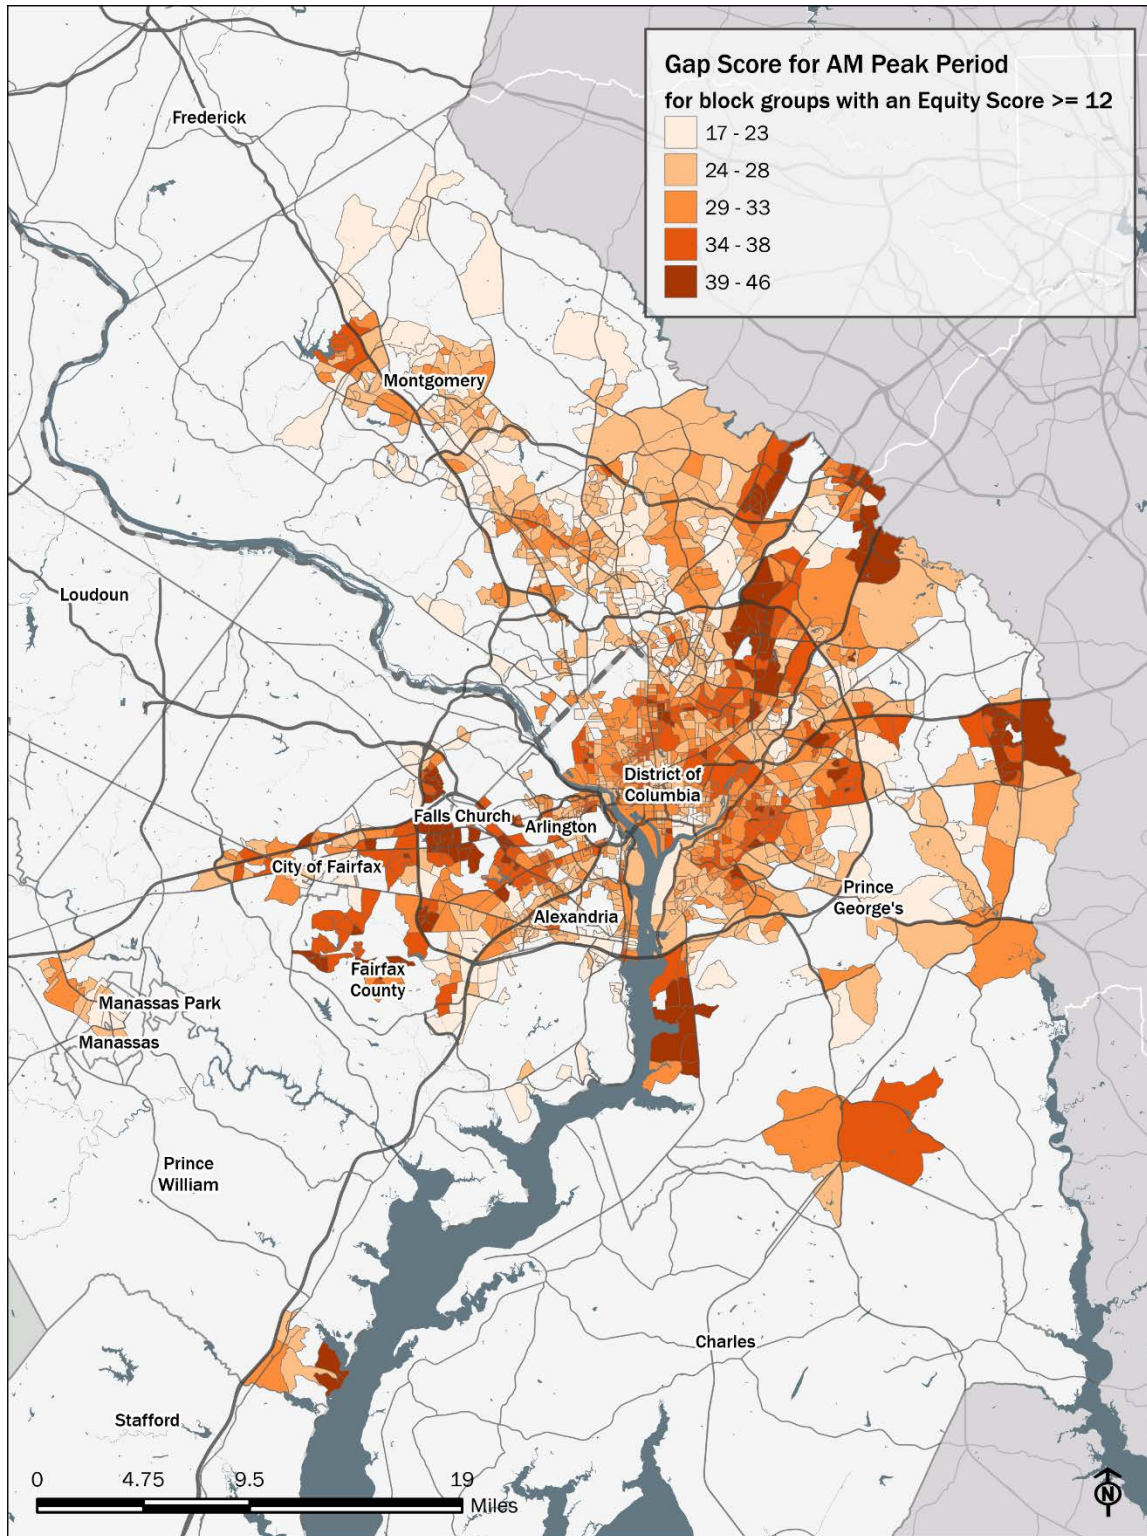 Gap Score for AM Peak Period
for block groups with an Equity Score >= 12
17 - 23
24 - 28
29 - 33
34 - 38
39 - 46
Frederick
Montgomery
Loudoun
District of
Columbia
Falls Church
Arlington
City of Fairfax
Prince
George's
Alexandria
Fairfax
County
Manassas Park
Manassas
Prince
William
Charles
Stafford
0 4.75 9.5 19
Miles
N